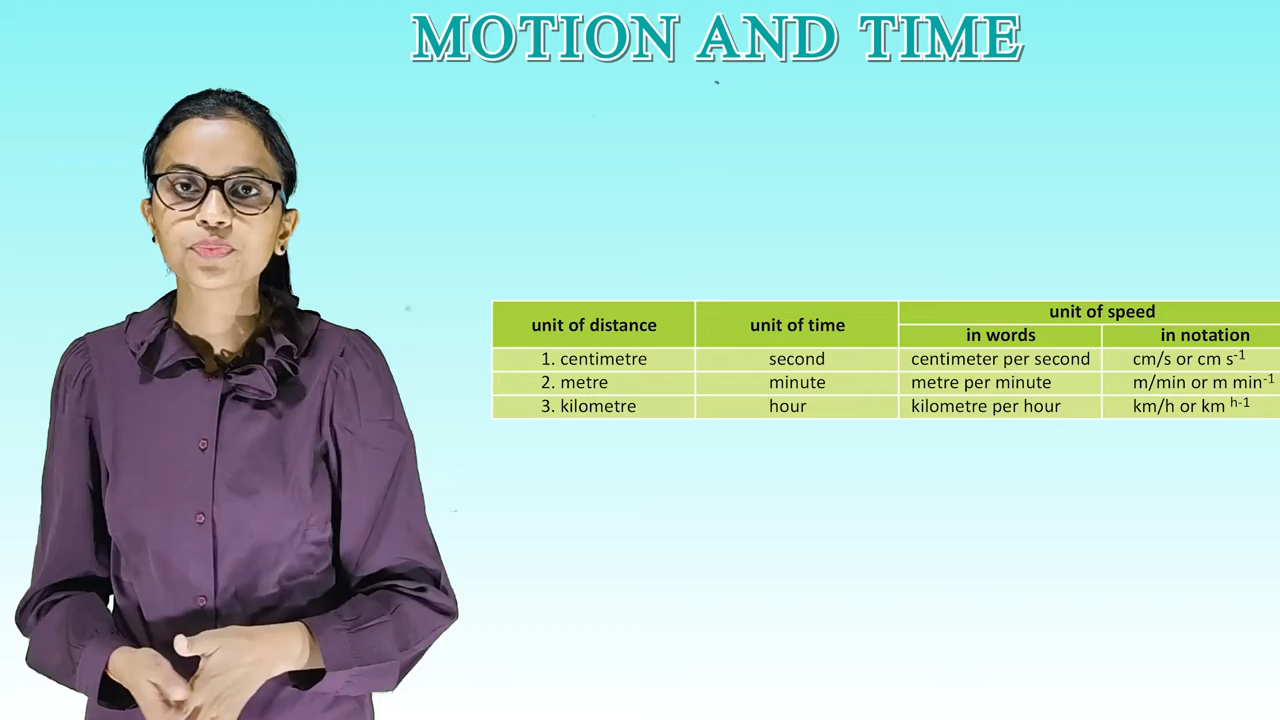 MOTION AND TIME
unit of distance unit of time unit of speed
in words in notation
1. centimetre second centimeter per second cm/s or cm s⁻¹
2. metre minute metre per minute m/min or m min⁻¹
3. kilometre hour kilometre per hour km/h or km ʰ⁻¹